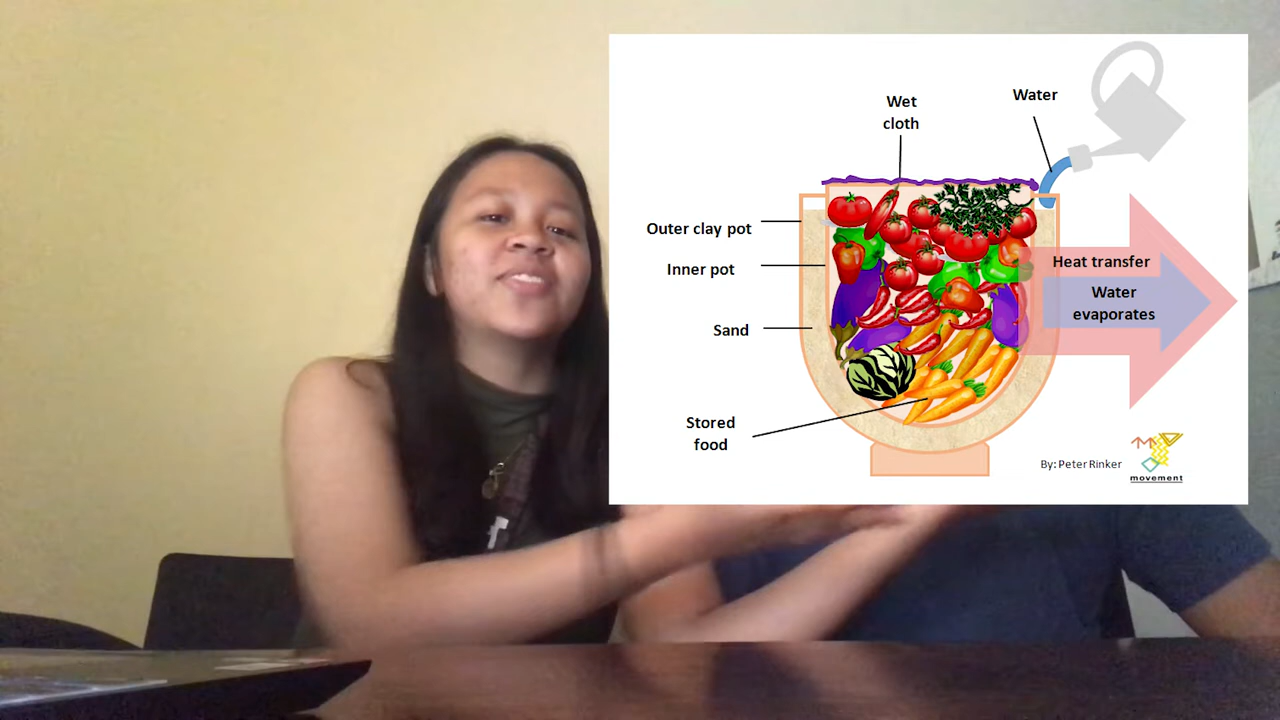 Wet
cloth
Water
Outer clay pot
Inner pot
Sand
Stored
food
Heat transfer
Water
evaporates
By: Peter Rinker
movement